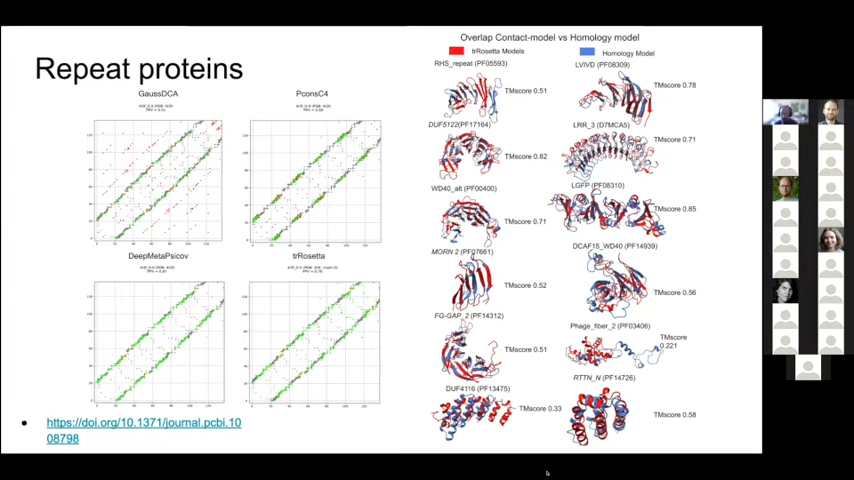 Repeat proteins
GaussDCA
PconsC4
DeepMetaPsicov
trRosetta
https://doi.org/10.1371/journal.pcbi.10
08798
Overlap Contact-model vs Homology model
trRosetta Models
Homology Model
RHS_repeat (PF05593)
TMscore 0.51
LVIVD (PF08309)
TMscore 0.78
DUF5122(PF17164)
TMscore 0.82
LRR_3 (D7MCA5)
TMscore 0.71
WD40_alt (PF00400)
TMscore 0.71
LGFP (PF08310)
TMscore 0.85
MORN 2 (PF07661)
TMscore 0.52
DCAF15_WD40 (PF14939)
TMscore 0.56
FG-GAP_2 (PF14312)
TMscore 0.51
Phage_fiber_2 (PF03406)
TMscore
0.221
DUF4116 (PF13475)
TMscore 0.33
RTTN_N (PF14726)
TMscore 0.58